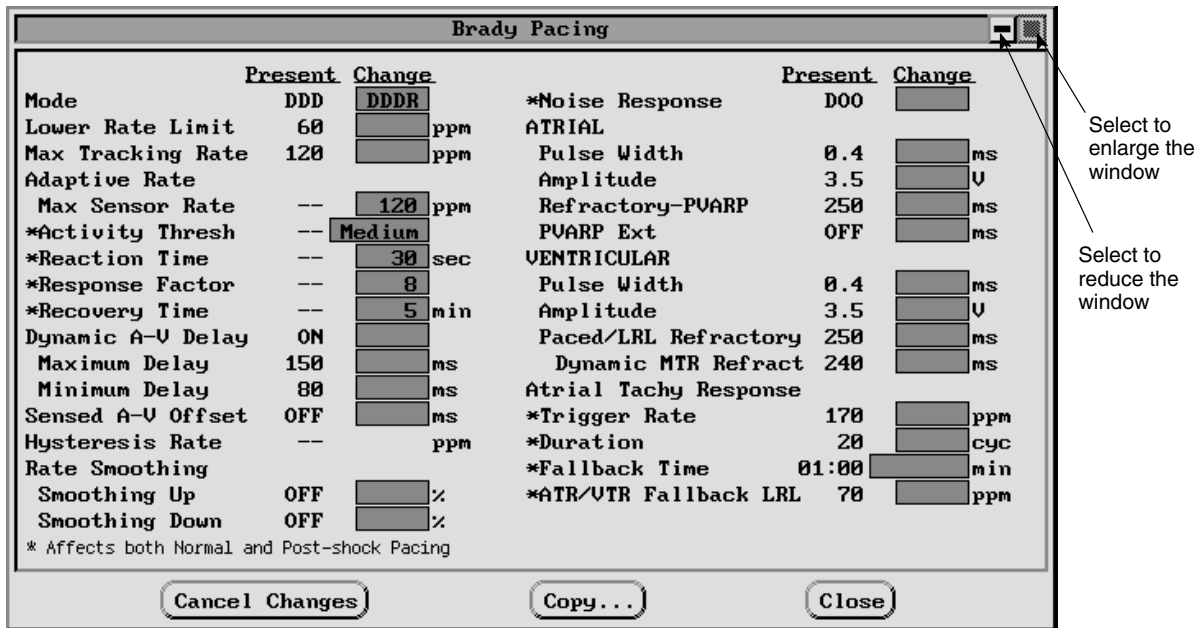 Brady Pacing
Present Change
Mode DDD DDDR
Lower Rate Limit 60 ppm
Max Tracking Rate 120 ppm
Adaptive Rate
Max Sensor Rate -- 120 ppm
*Activity Thresh -- Medium
*Reaction Time -- 30 sec
*Response Factor -- 8
*Recovery Time -- 5 min
Dynamic A-V Delay ON
Maximum Delay 150 ms
Minimum Delay 80 ms
Sensed A-V Offset OFF ms
Hysteresis Rate -- ppm
Rate Smoothing
Smoothing Up OFF %
Smoothing Down OFF %
* Affects both Normal and Post-shock Pacing
Present Change
*Noise Response DOO
ATRIAL
Pulse Width 0.4 ms
Amplitude 3.5 V
Refractory-PVARP 250 ms
PVARP Ext OFF ms
VENTRICULAR
Pulse Width 0.4 ms
Amplitude 3.5 V
Paced/LRL Refractory 250 ms
Dynamic MTR Refract 240 ms
Atrial Tachy Response
*Trigger Rate 170 ppm
*Duration 20 cyc
*Fallback Time 01:00 min
*ATR/VTR Fallback LRL 70 ppm
Cancel Changes
Copy...
Close
Select to
enlarge the
window
Select to
reduce the
window